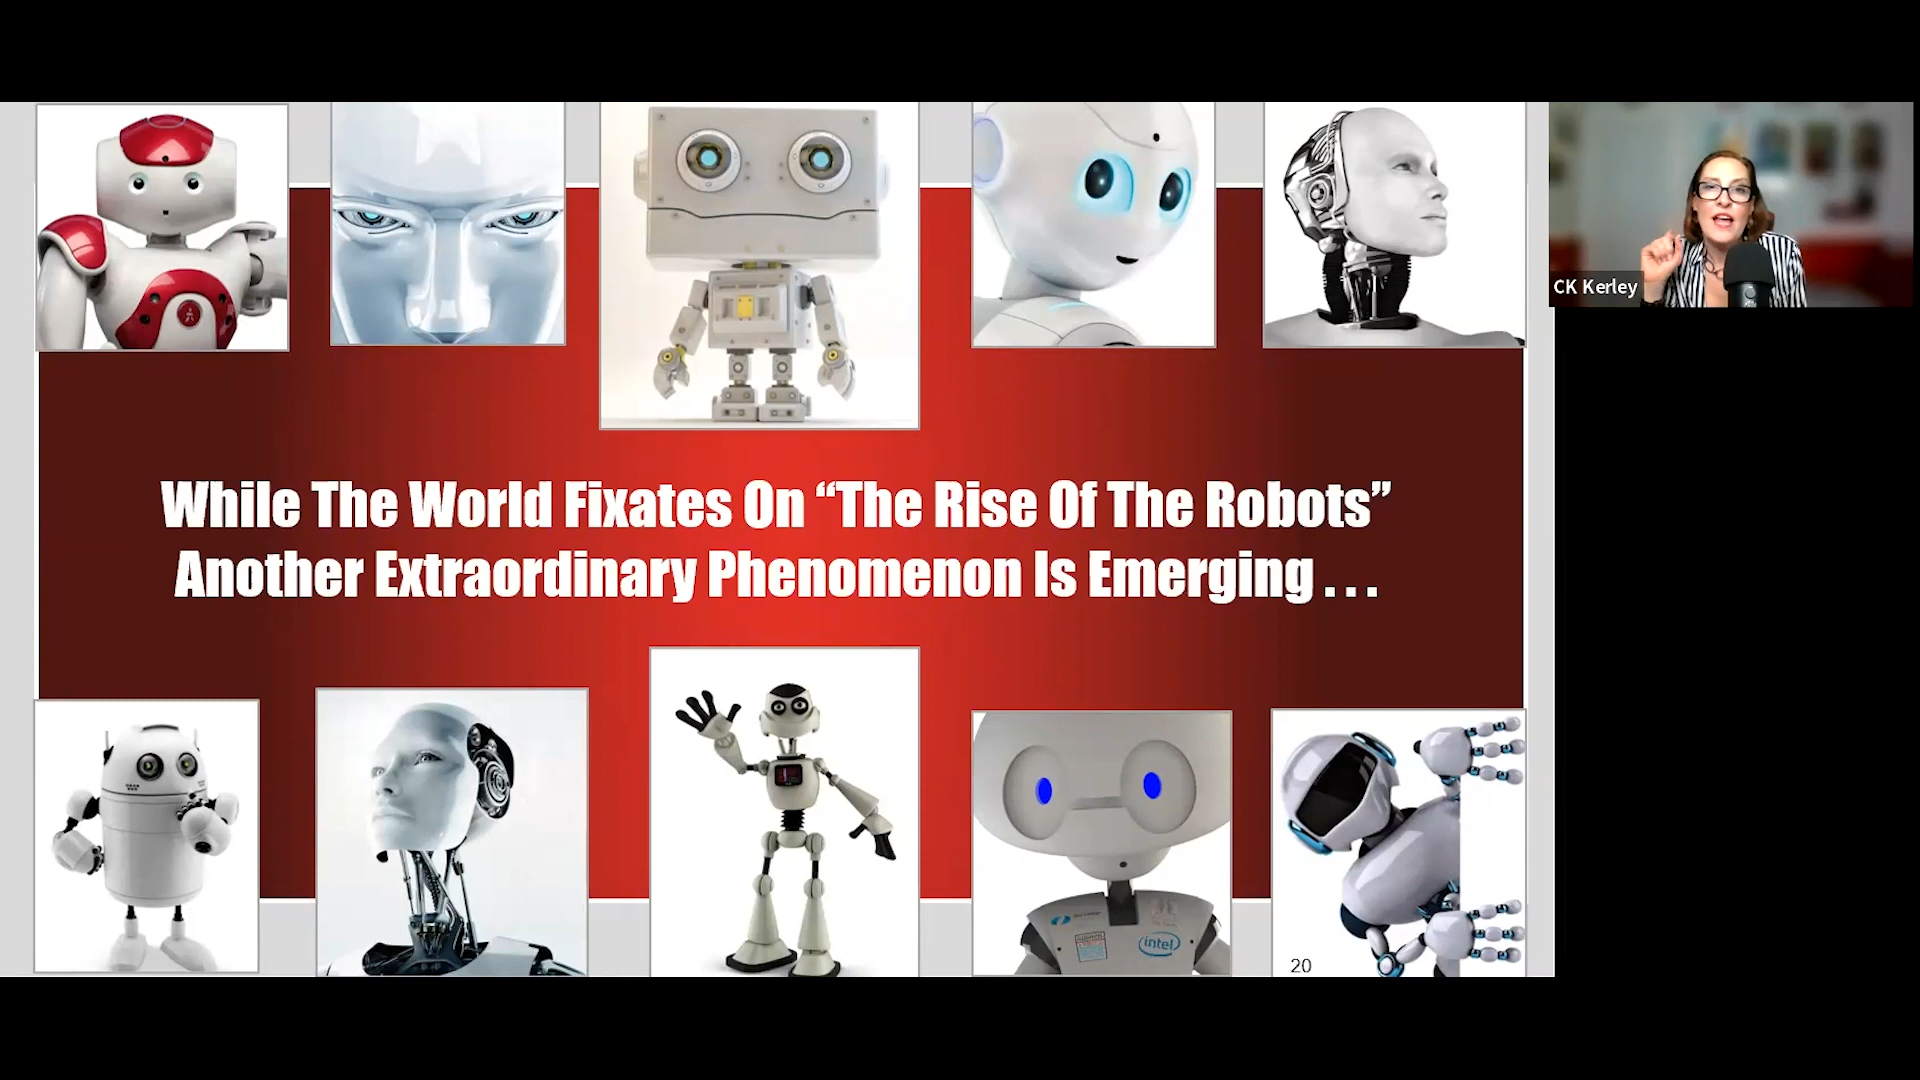 CK Kerley
While The World Fixates On “The Rise Of The Robots”
Another Extraordinary Phenomenon Is Emerging . . .
intel
20